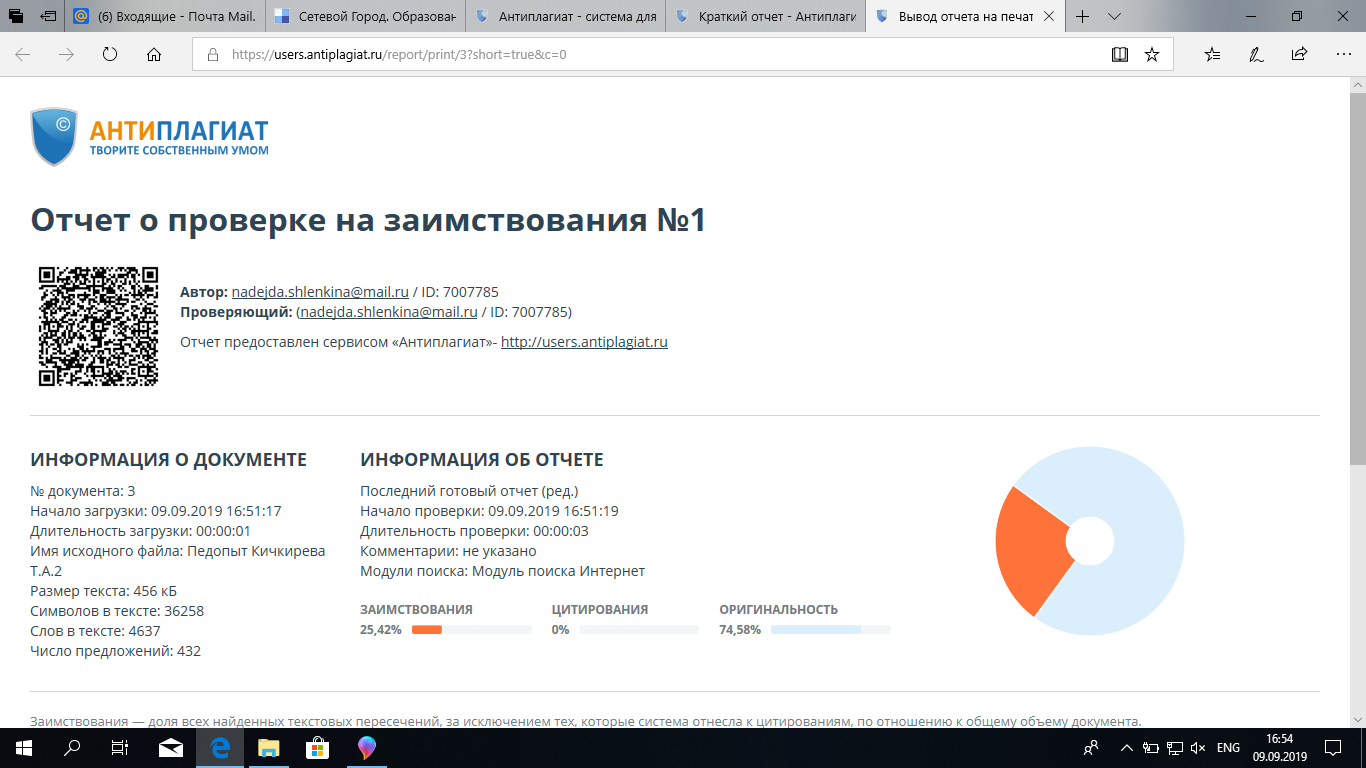 (6) Входящие - Почта Mail.
Сетевой Город. Образован
Антиплагиат - система для
Краткий отчет - Антиплаги
Вывод отчета на печат
https://users.antiplagiat.ru/report/print/3?short=true&c=0
©
АНТИПЛАГИАТ
ТВОРИТЕ СОБСТВЕННЫМ УМОМ
Отчет о проверке на заимствования №1
Автор: nadejda.shlenkina@mail.ru / ID: 7007785
Проверяющий: (nadejda.shlenkina@mail.ru / ID: 7007785)
Отчет предоставлен сервисом «Антиплагиат»- http://users.antiplagiat.ru
ИНФОРМАЦИЯ О ДОКУМЕНТЕ
№ документа: 3
Начало загрузки: 09.09.2019 16:51:17
Длительность загрузки: 00:00:01
Имя исходного файла: Педопыт Кичкирева
Т.А.2
Размер текста: 456 кБ
Cимволов в тексте: 36258
Слов в тексте: 4637
Число предложений: 432
ИНФОРМАЦИЯ ОБ ОТЧЕТЕ
Последний готовый отчет (ред.)
Начало проверки: 09.09.2019 16:51:19
Длительность проверки: 00:00:03
Комментарии: не указано
Модули поиска: Модуль поиска Интернет
ЗАИМСТВОВАНИЯ
25,42%
ЦИТИРОВАНИЯ
0%
ОРИГИНАЛЬНОСТЬ
74,58%
Заимствования — доля всех найденных текстовых пересечений, за исключением тех, которые система отнесла к цитированиям, по отношению к общему объему документа.
ENG
16:54
09.09.2019